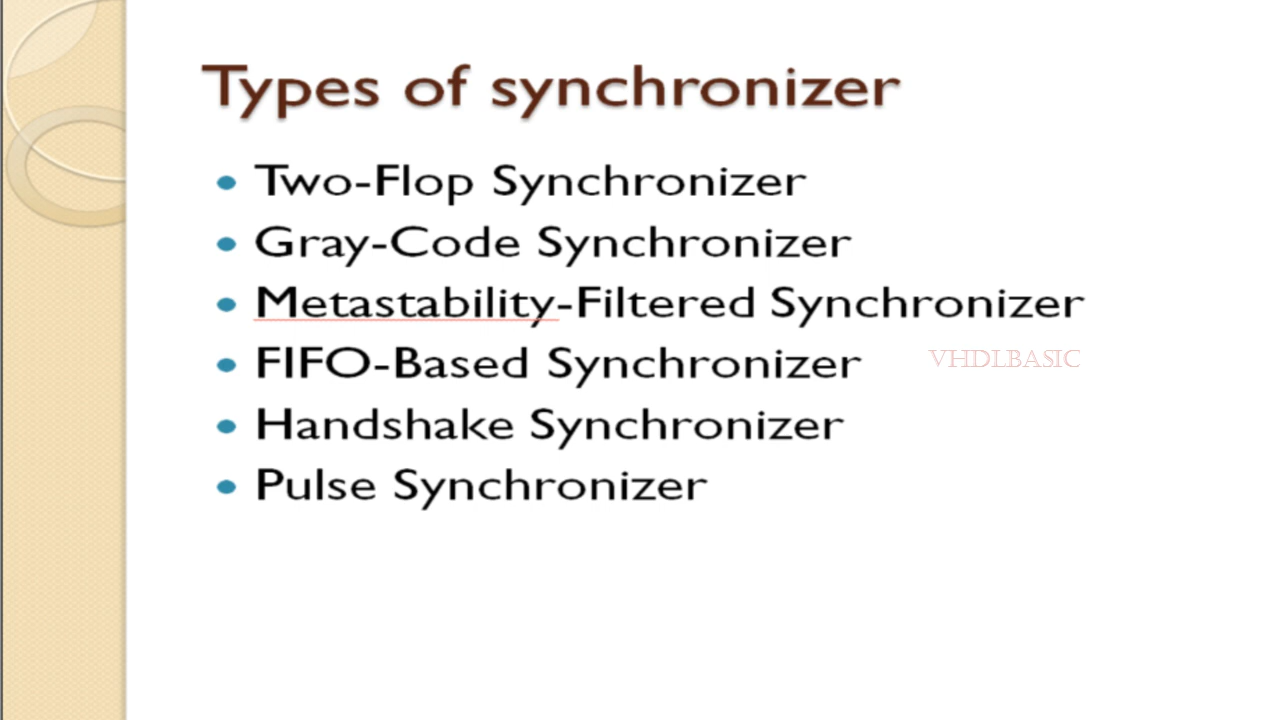 Types of synchronizer
Two-Flop Synchronizer
Gray-Code Synchronizer
Metastability-Filtered Synchronizer
FIFO-Based Synchronizer
VHDLBASIC
Handshake Synchronizer
Pulse Synchronizer